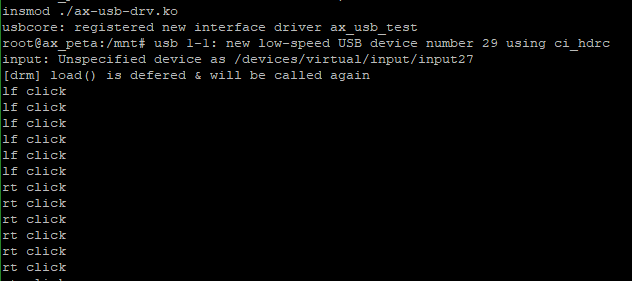 insmod ./ax-usb-drv.ko
usbcore: registered new interface driver ax_usb_test
root@ax_peta:/mnt# usb 1-1: new low-speed USB device number 29 using ci_hdrc
input: Unspecified device as /devices/virtual/input/input27
[drm] load() is defered & will be called again
lf click
lf click
lf click
lf click
lf click
lf click
rt click
rt click
rt click
rt click
rt click
rt click